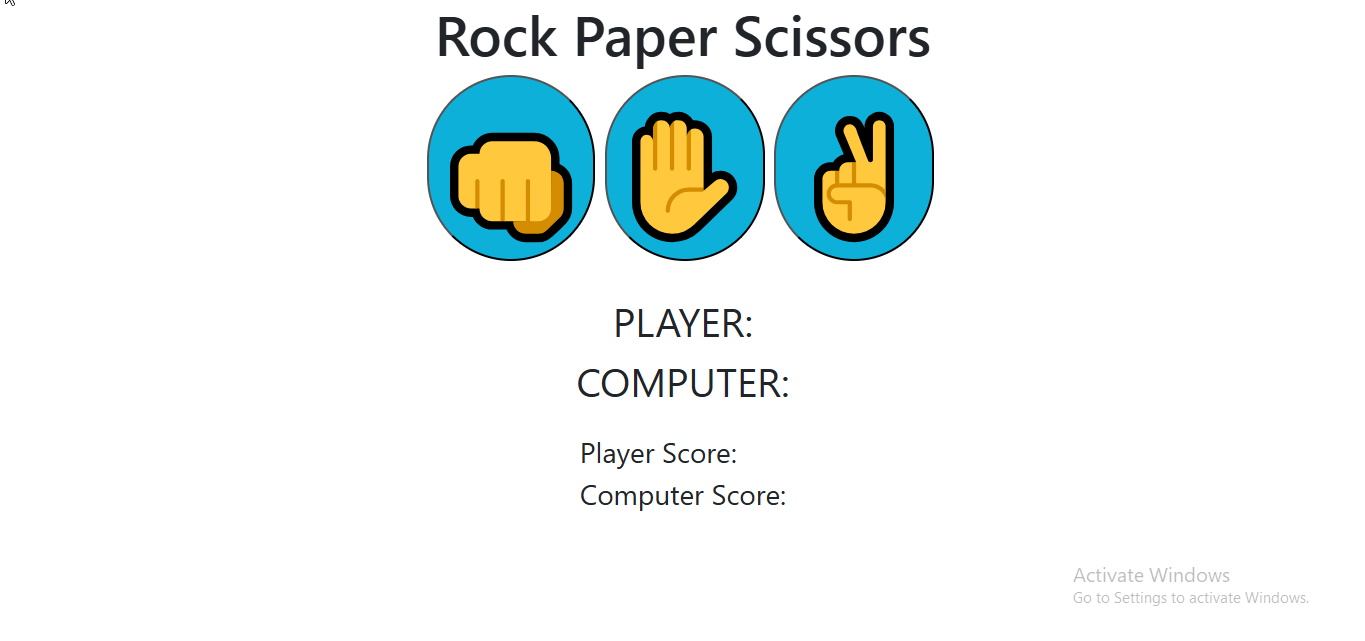 Rock Paper Scissors
PLAYER:
COMPUTER:
Player Score:
Computer Score:
Activate Windows
Go to Settings to activate Windows.